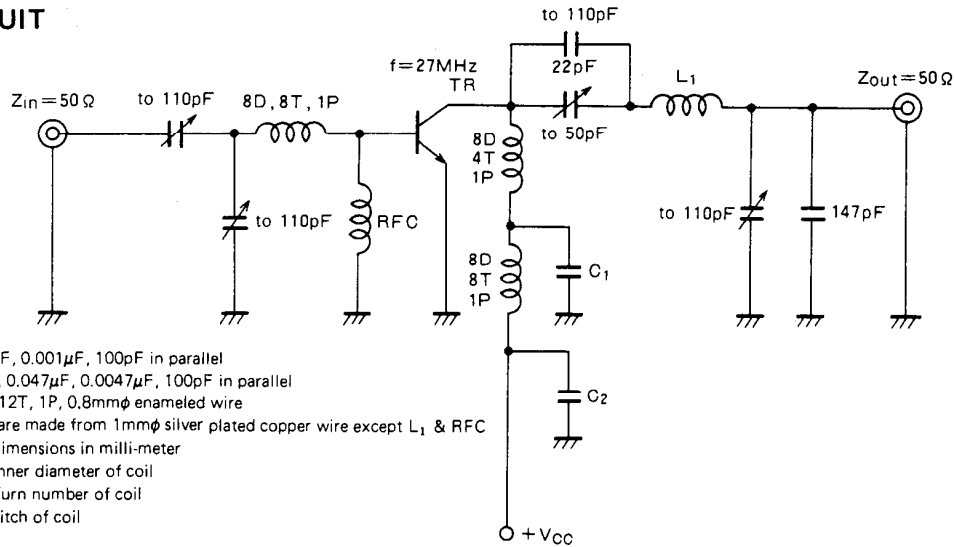 UIT
to 110pF
22pF
f=27MHz
TR
L₁
Zin=50Ω
to 110pF
8D, 8T, 1P
Zout=50Ω
to 50pF
8D
4T
1P
to 110pF
RFC
to 110pF
147pF
8D
8T
1P
C₁
F, 0.001μF, 100pF in parallel
, 0.047μF, 0.0047μF, 100pF in parallel
12T, 1P, 0.8mmφ enameled wire
are made from 1mmφ silver plated copper wire except L₁ & RFC
imensions in milli-meter
nner diameter of coil
urn number of coil
itch of coil
C₂
+VCC